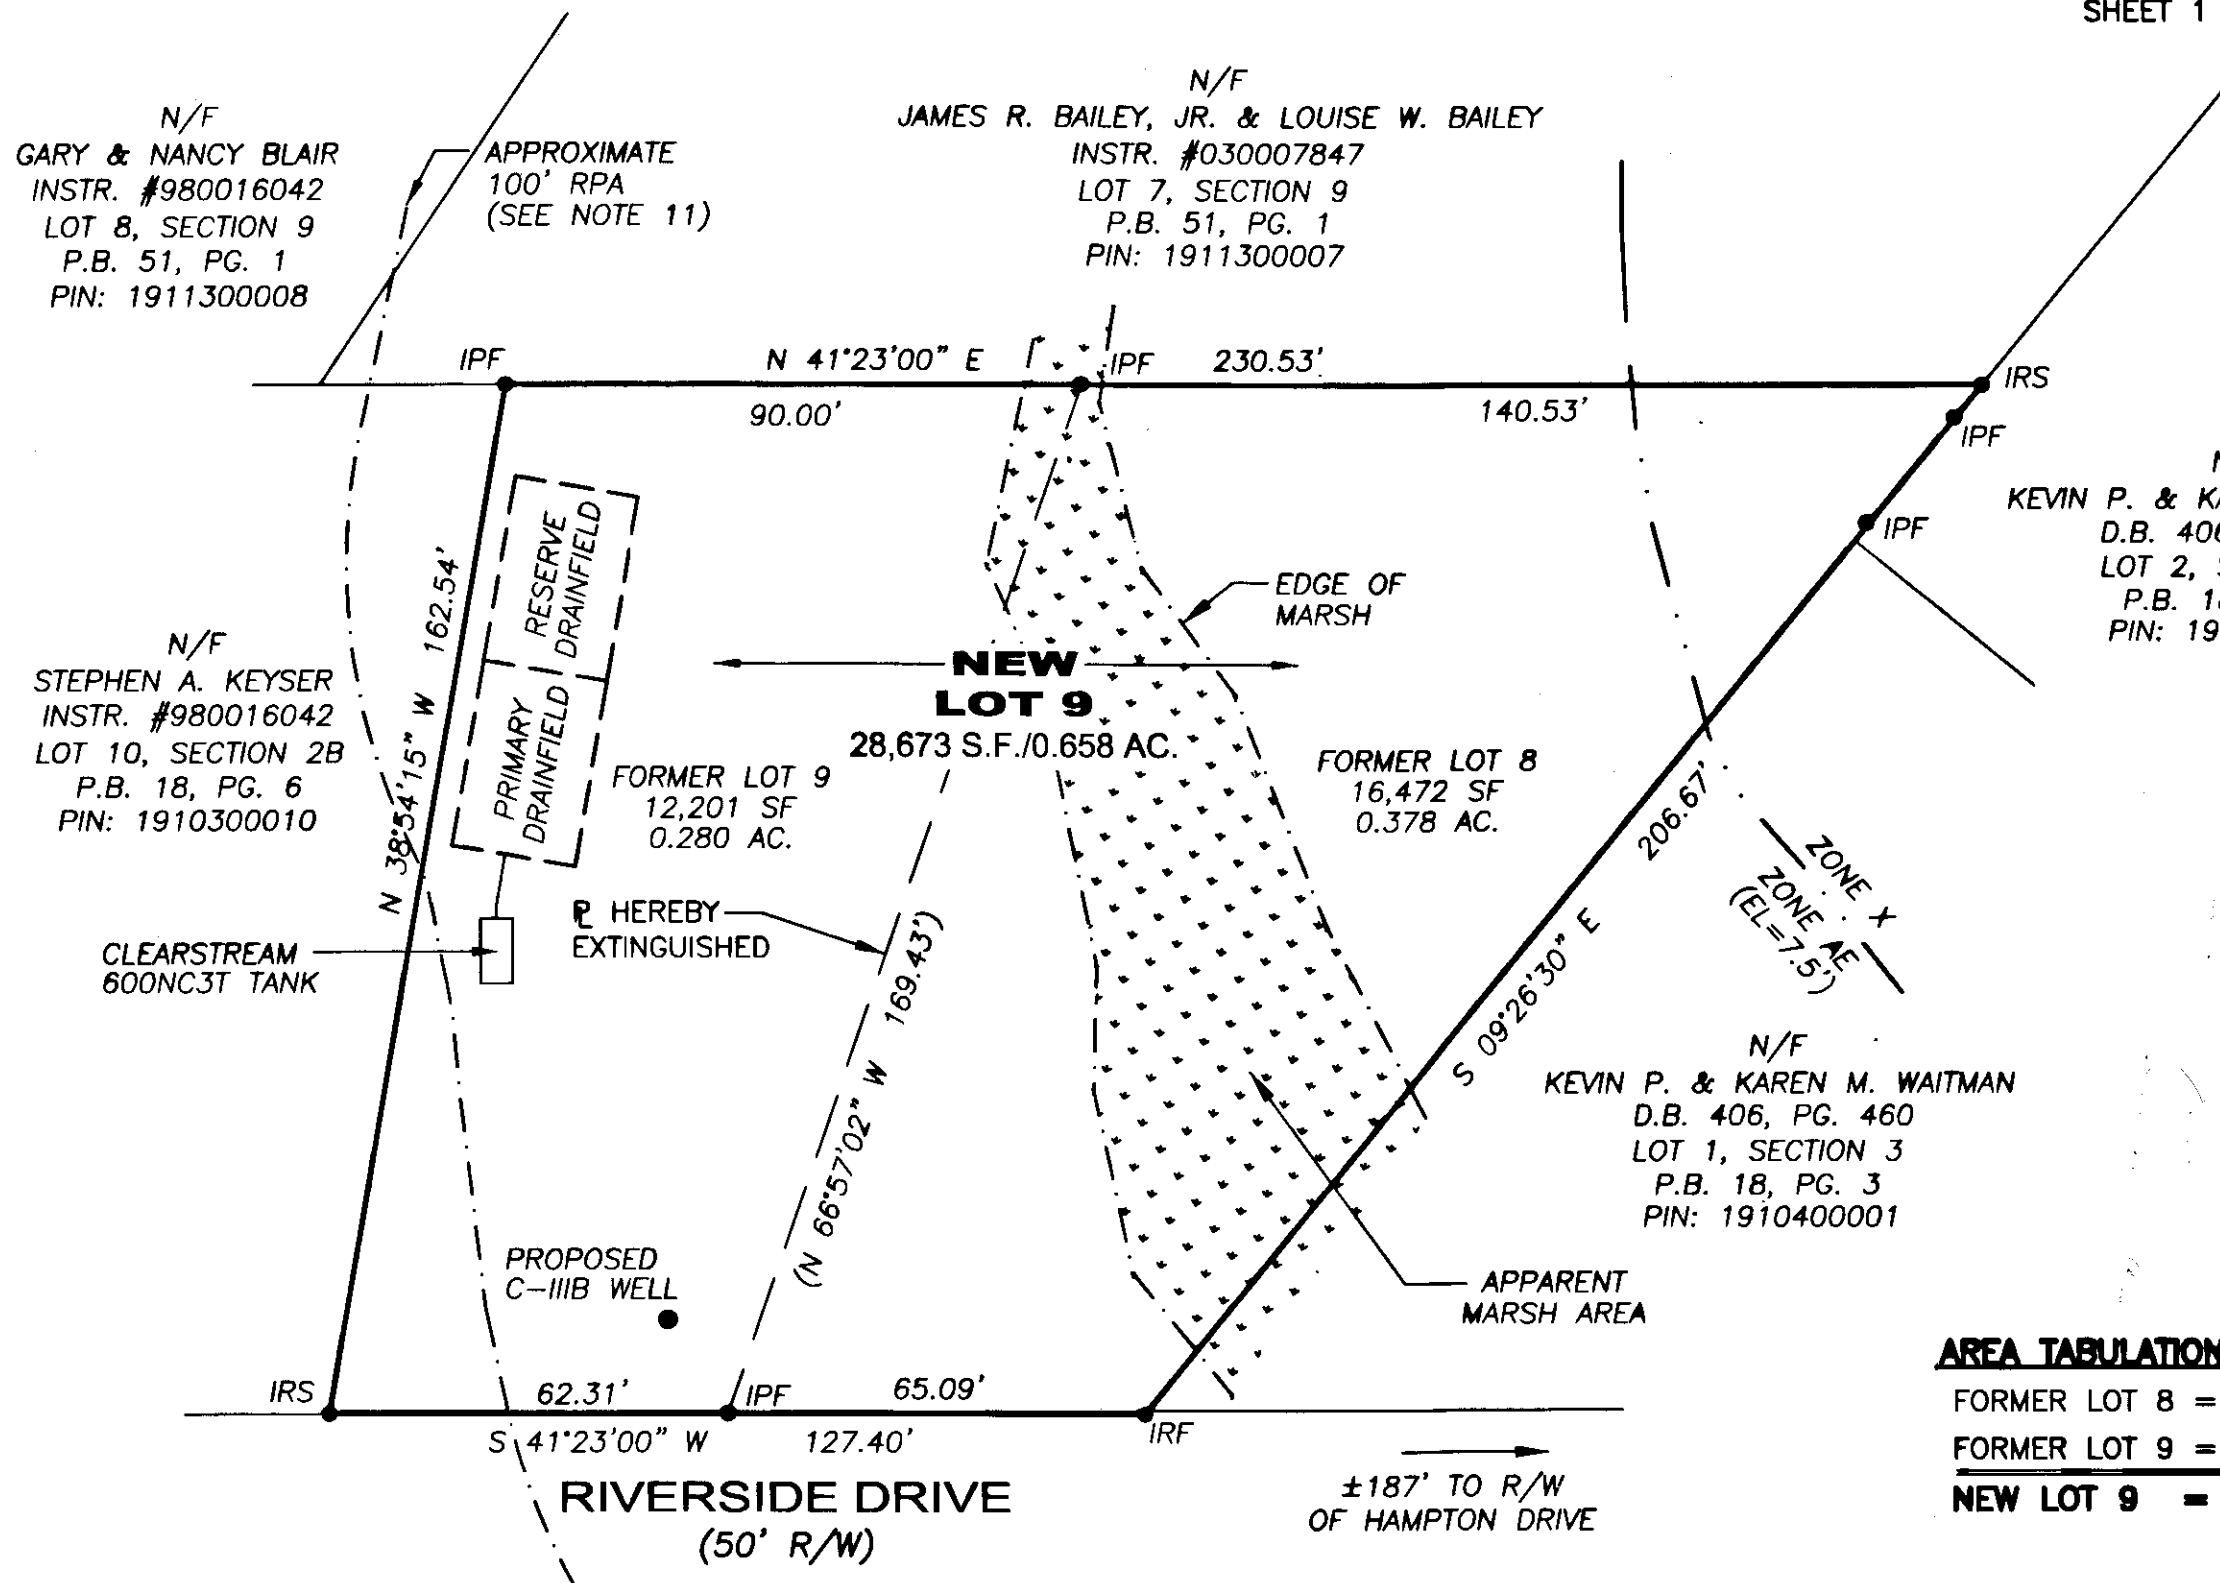 SHEET 1
N/F
GARY & NANCY BLAIR
INSTR. #980016042
LOT 8, SECTION 9
P.B. 51, PG. 1
PIN: 1911300008
APPROXIMATE
100' RPA
(SEE NOTE 11)
N/F
JAMES R. BAILEY, JR. & LOUISE W. BAILEY
INSTR. #030007847
LOT 7, SECTION 9
P.B. 51, PG. 1
PIN: 1911300007
IPF
N 41°23'00" E
IPF
230.53'
IRS
90.00'
140.53'
IPF
IPF
KEVIN P. &
D.B.
LOT 2,
P.B.
PIN:
RESERVE
DRAINFIELD
PRIMARY
DRAINFIELD
N 38°54'15" W 162.54'
EDGE OF
MARSH
N/F
STEPHEN A. KEYSER
INSTR. #980016042
LOT 10, SECTION 2B
P.B. 18, PG. 6
PIN: 1910300010
NEW
LOT 9
28,673 S.F./0.658 AC.
FORMER LOT 9
12,201 SF
0.280 AC.
FORMER LOT 8
16,472 SF
0.378 AC.
S 09°26'30" E 206.67'
ZONE X
ZONE AE
(EL=7.5')
PL HEREBY
EXTINGUISHED
(N 66°57'02" W 169.43')
CLEARSTREAM
600NC3T TANK
N/F
KEVIN P. & KAREN M. WAITMAN
D.B. 406, PG. 460
LOT 1, SECTION 3
P.B. 18, PG. 3
PIN: 1910400001
PROPOSED
C-IIIB WELL
APPARENT
MARSH AREA
IRS
62.31'
IPF
65.09'
IRF
S 41°23'00" W
127.40'
RIVERSIDE DRIVE
(50' R/W)
±187' TO R/W
OF HAMPTON DRIVE
AREA TABULATION
FORMER LOT 8 =
FORMER LOT 9 =
NEW LOT 9 =